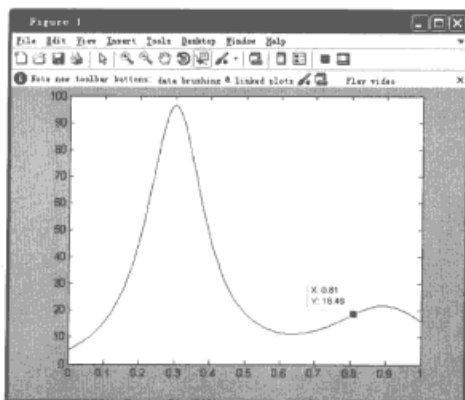 Figure 1
File Edit View Insert Tools Desktop Window Help
Note new toolbar buttons: data brushing & linked plots Play video
100
90
80
70
60
50
40
30
20
10
0
X: 0.81
Y: 18.49
0 0.1 0.2 0.3 0.4 0.5 0.6 0.7 0.8 0.9 1